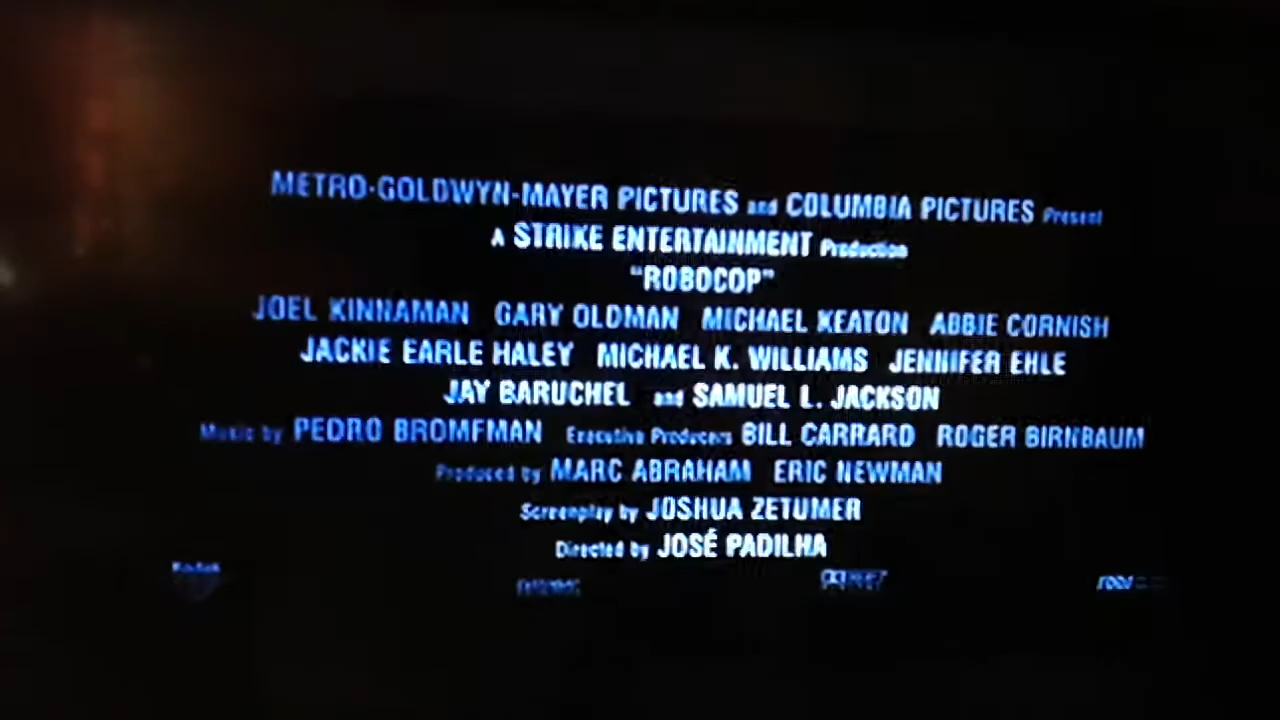 METRO-GOLDWYN-MAYER PICTURES and COLUMBIA PICTURES Present
A STRIKE ENTERTAINMENT Production
"ROBOCOP"
JOEL KINNAMAN GARY OLDMAN MICHAEL KEATON ABBIE CORNISH
JACKIE EARLE HALEY MICHAEL K. WILLIAMS JENNIFER EHLE
JAY BARUCHEL and SAMUEL L. JACKSON
Music by PEDRO BROMFMAN Executive Producers BILL CARRARO ROGER BIRNBAUM
Produced by MARC ABRAHAM ERIC NEWMAN
Screenplay by JOSHUA ZETUMER
Directed by JOSÉ PADILHA
Kodak